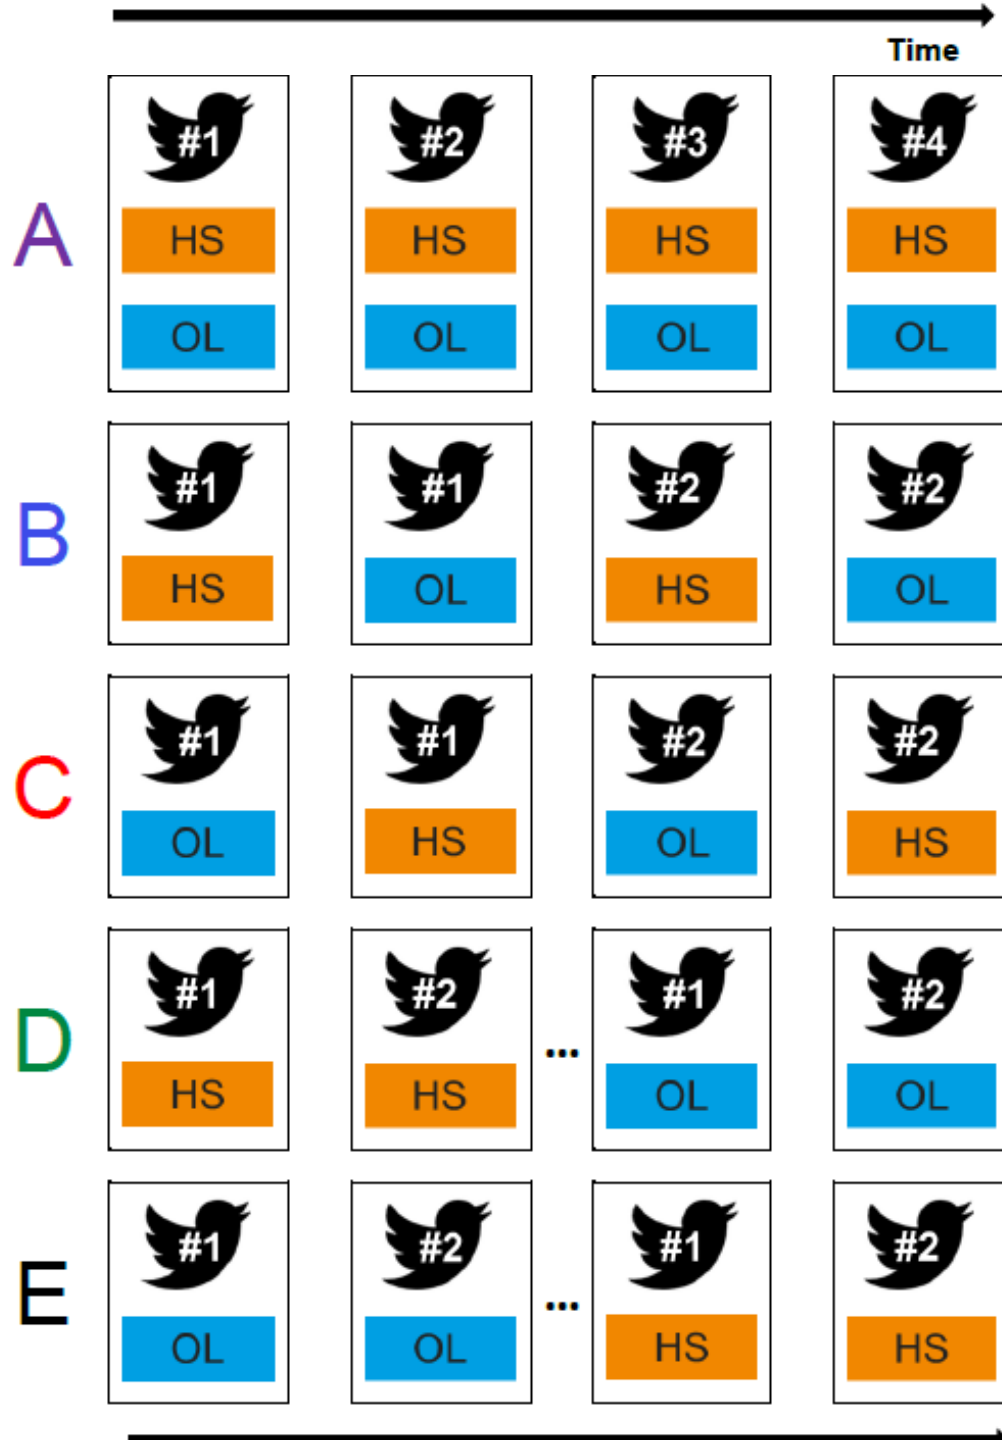 Time
A
#1 #2 #3 #4
HS HS HS HS
OL OL OL OL
B
#1 #1 #2 #2
HS OL HS OL
C
#1 #1 #2 #2
OL HS OL HS
D
#1 #2 ... #1 #2
HS HS OL OL
E
#1 #2 ... #1 #2
OL OL HS HS